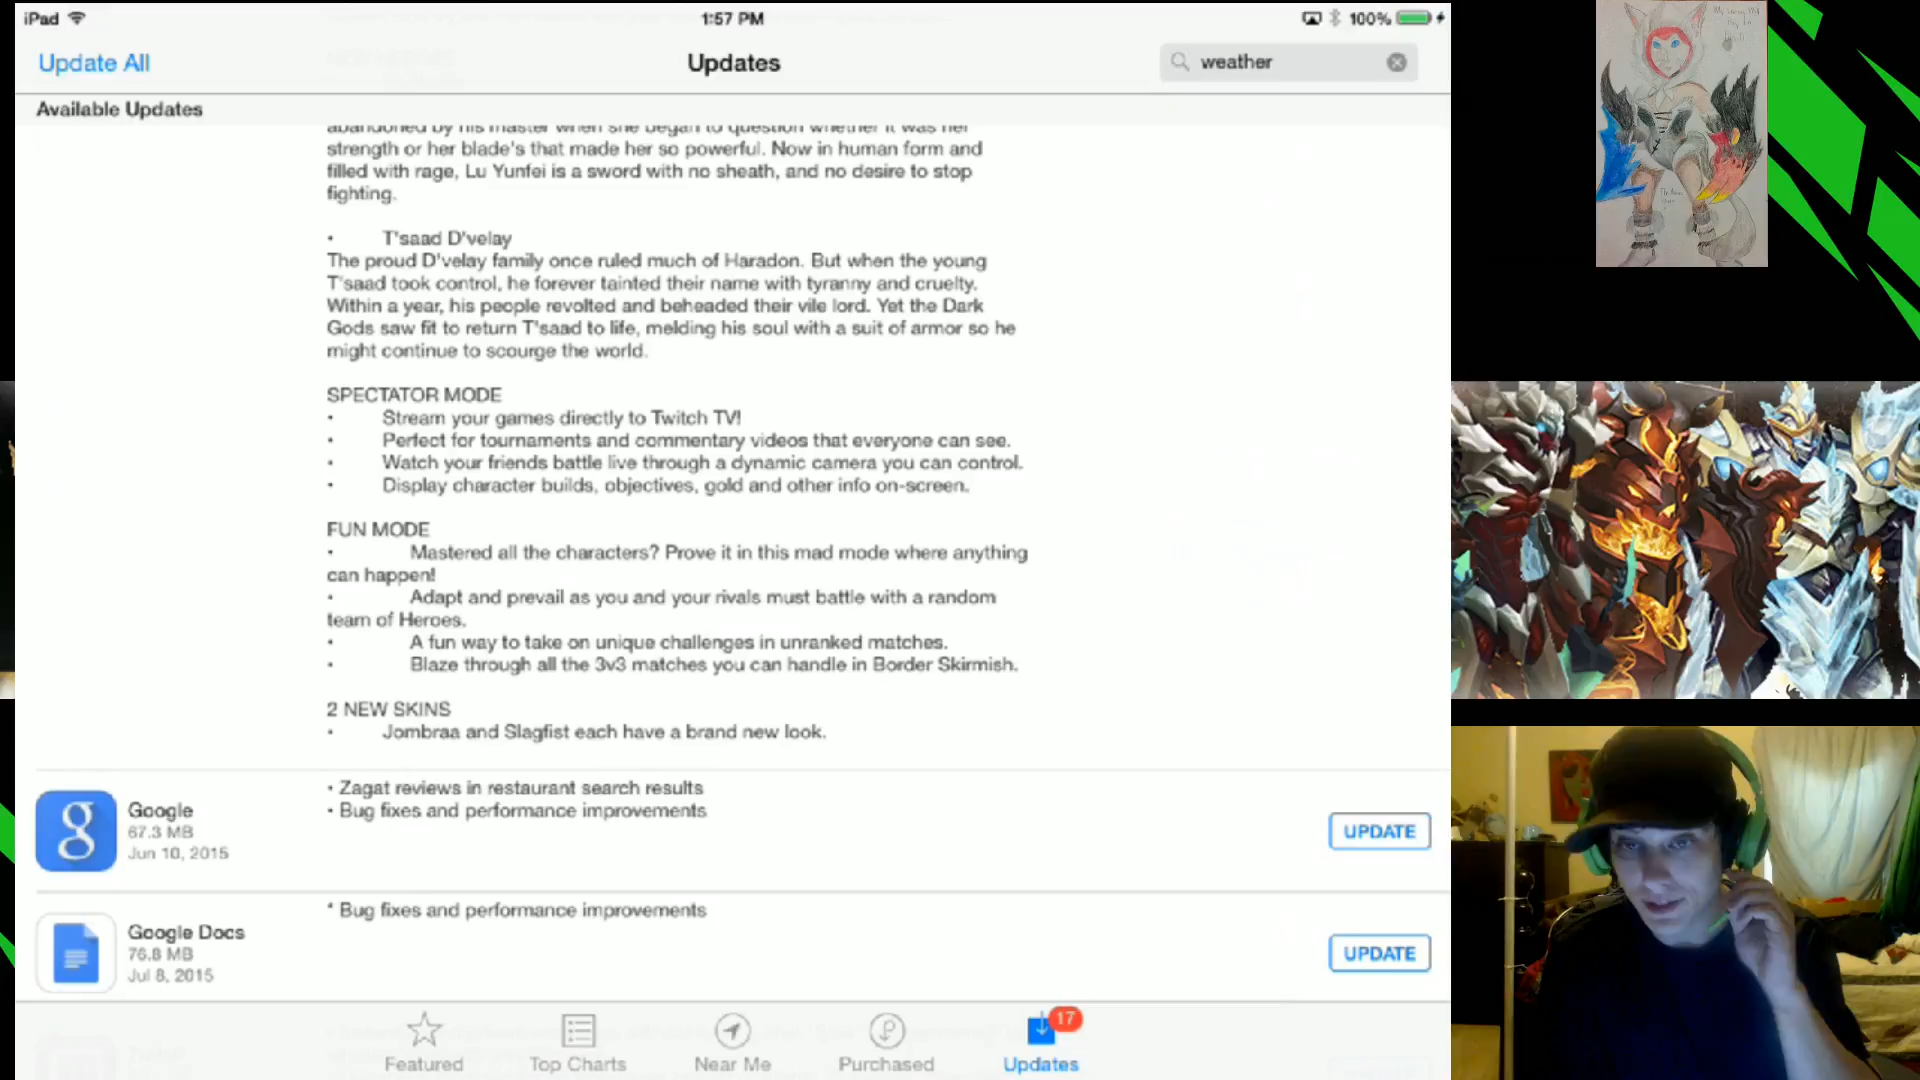 iPad
1:57 PM
100%
Update All
Updates
weather
Available Updates
abandoned by his master when she began to question whether it was her
strength or her blade's that made her so powerful. Now in human form and
filled with rage, Lu Yunfei is a sword with no sheath, and no desire to stop
fighting.
• T'saad D'velay
The proud D'velay family once ruled much of Haradon. But when the young
T'saad took control, he forever tainted their name with tyranny and cruelty.
Within a year, his people revolted and beheaded their vile lord. Yet the Dark
Gods saw fit to return T'saad to life, melding his soul with a suit of armor so he
might continue to scourge the world.
SPECTATOR MODE
• Stream your games directly to Twitch TV!
• Perfect for tournaments and commentary videos that everyone can see.
• Watch your friends battle live through a dynamic camera you can control.
• Display character builds, objectives, gold and other info on-screen.
FUN MODE
• Mastered all the characters? Prove it in this mad mode where anything
can happen!
• Adapt and prevail as you and your rivals must battle with a random
team of Heroes.
• A fun way to take on unique challenges in unranked matches.
• Blaze through all the 3v3 matches you can handle in Border Skirmish.
2 NEW SKINS
• Jombraa and Slagfist each have a brand new look.
Google
67.3 MB
Jun 10, 2015
• Zagat reviews in restaurant search results
• Bug fixes and performance improvements
UPDATE
Google Docs
76.8 MB
Jul 8, 2015
* Bug fixes and performance improvements
UPDATE
Featured
Top Charts
Near Me
Purchased
Updates
17